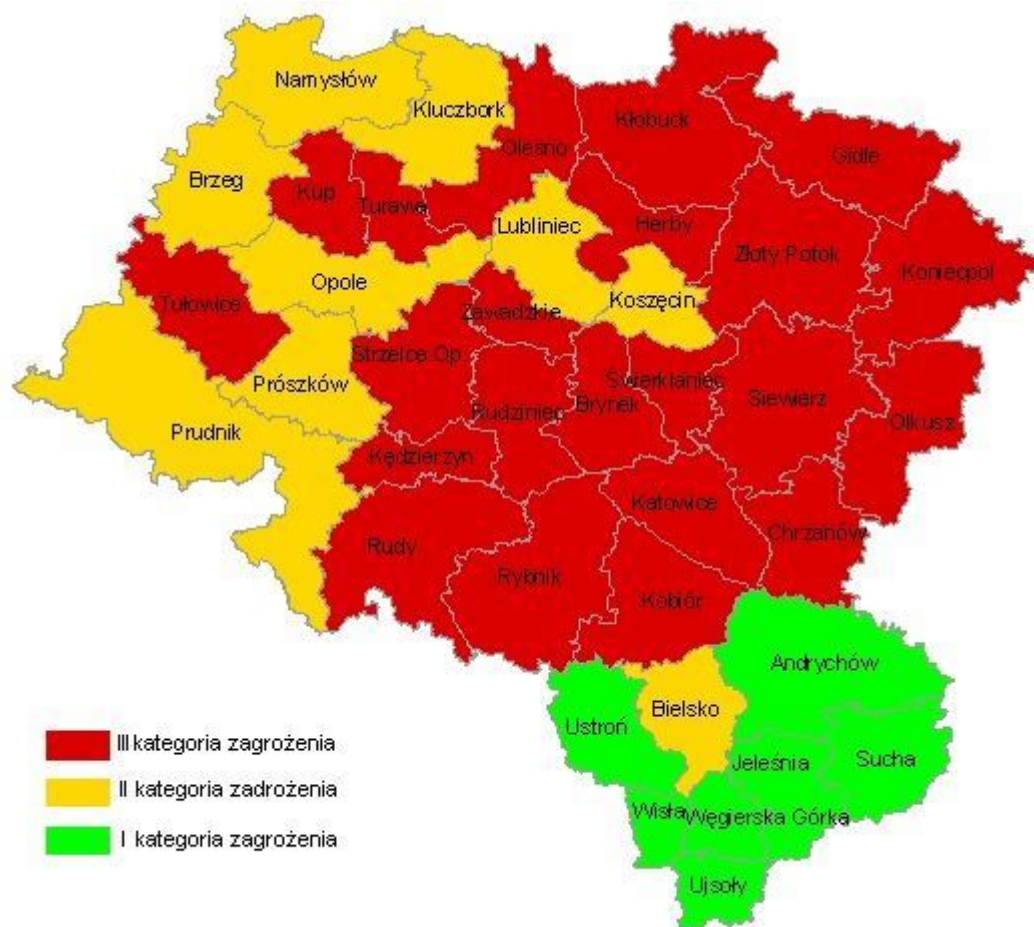 Namysłów
Kluczbork
Kłobuck
Olesno
Gidle
Brzeg
Kup
Turawa
Lubliniec
Herby
Złoty Potok
Koniecpol
Opole
Koszęcin
Tułowice
Zawadzkie
Strzelce Op.
Prószków
Świerklaniec
Rudziniec
Brynek
Siewierz
Olkusz
Prudnik
Kędzierzyn
Katowice
Chrzanów
Rudy
Rybnik
Kobiór
Andrychów
Bielsko
Ustroń
Jeleśnia
Sucha
Wisła
Węgierska Górka
Ujsoły
III kategoria zagrożenia
II kategoria zadrożenia
I kategoria zagrożenia